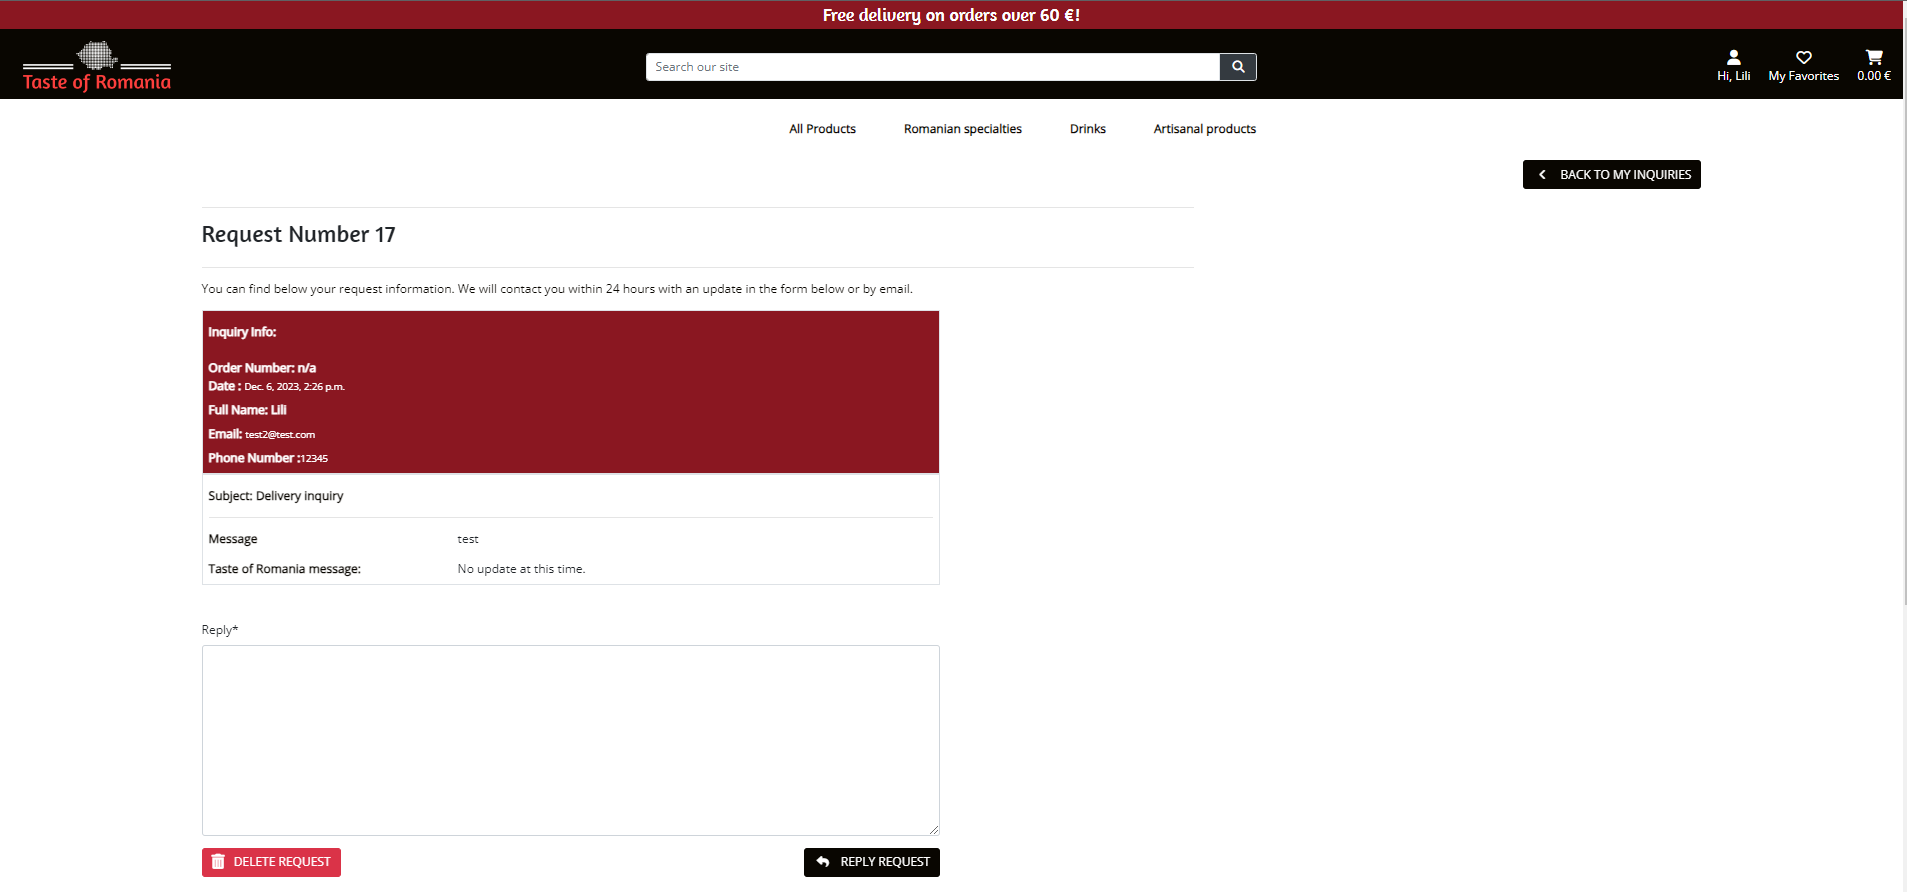 Free delivery on orders over 60 €!
Taste of Romania
Search our site
Hi, Lili
My Favorites
0.00 €
All Products
Romanian specialties
Drinks
Artisanal products
BACK TO MY INQUIRIES
Request Number 17
You can find below your request information. We will contact you within 24 hours with an update in the form below or by email.
Inquiry Info:
Order Number: n/a
Date : Dec. 6, 2023, 2:26 p.m.
Full Name: Lili
Email: test2@test.com
Phone Number :12345
Subject: Delivery inquiry
Message test
Taste of Romania message: No update at this time.
Reply*
DELETE REQUEST
REPLY REQUEST